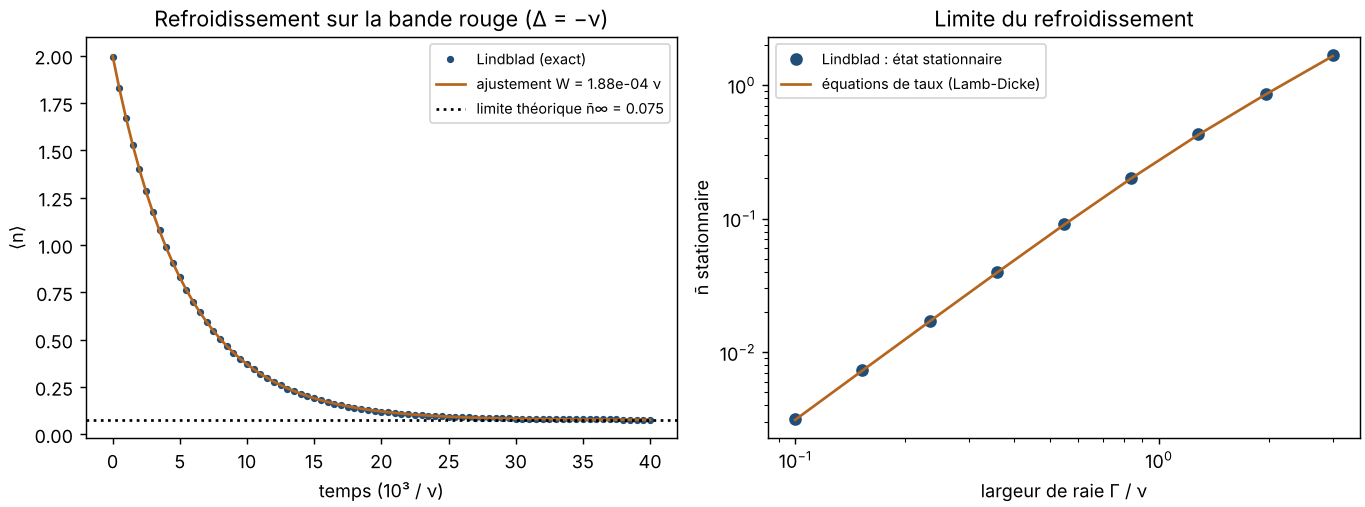 Refroidissement sur la bande rouge (Δ = −ν)
2.00
1.75
1.50
1.25
1.00
0.75
0.50
0.25
0.00
⟨n⟩
Lindblad (exact)
ajustement W = 1.88e-04 ν
limite théorique n̄∞ = 0.075
0 5 10 15 20 25 30 35 40
temps (10³ / ν)
Limite du refroidissement
10⁰
10⁻¹
10⁻²
n̄ stationnaire
Lindblad : état stationnaire
équations de taux (Lamb-Dicke)
10⁻¹ 10⁰
largeur de raie Γ / ν